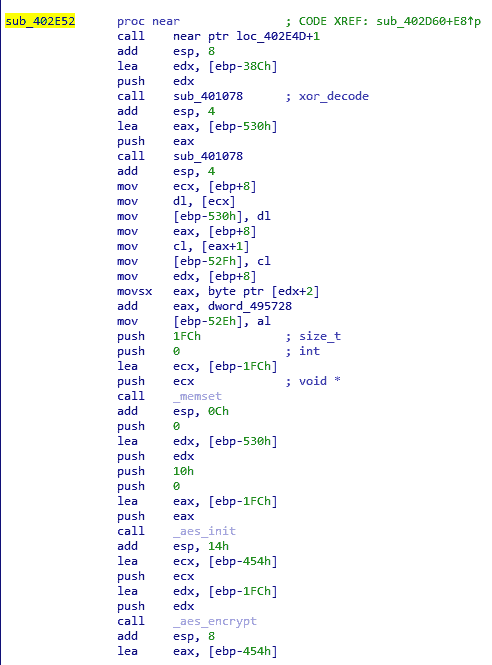 sub_402E52 proc near ; CODE XREF: sub_402D60+E8↑p
call near ptr loc_402E4D+1
add esp, 8
lea edx, [ebp-38Ch]
push edx
call sub_401078 ; xor_decode
add esp, 4
lea eax, [ebp-530h]
push eax
call sub_401078
add esp, 4
mov ecx, [ebp+8]
mov dl, [ecx]
mov [ebp-530h], dl
mov eax, [ebp+8]
mov cl, [eax+1]
mov [ebp-52Fh], cl
mov edx, [ebp+8]
movsx eax, byte ptr [edx+2]
add eax, dword_495728
mov [ebp-52Eh], al
push 1FCh ; size_t
push 0 ; int
lea ecx, [ebp-1FCh]
push ecx ; void *
call _memset
add esp, 0Ch
push 0
lea edx, [ebp-530h]
push edx
push 10h
push 0
lea eax, [ebp-1FCh]
push eax
call _aes_init
add esp, 14h
lea ecx, [ebp-454h]
push ecx
lea edx, [ebp-1FCh]
push edx
call _aes_encrypt
add esp, 8
lea eax, [ebp-454h]